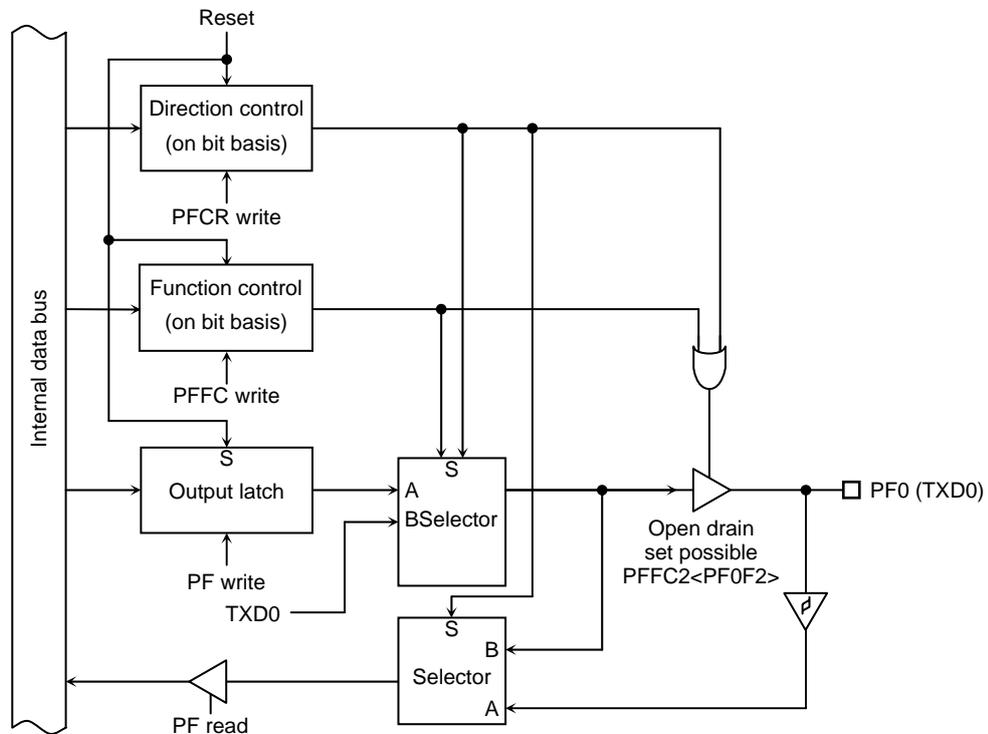 Reset
Direction control
(on bit basis)
PFCR write
Internal data bus
Function control
(on bit basis)
PFFC write
S
Output latch
PF write
TXD0
S
A
BSelector
PF0 (TXD0)
Open drain
set possible
PFFC2<PF0F2>
S
B
Selector
A
PF read